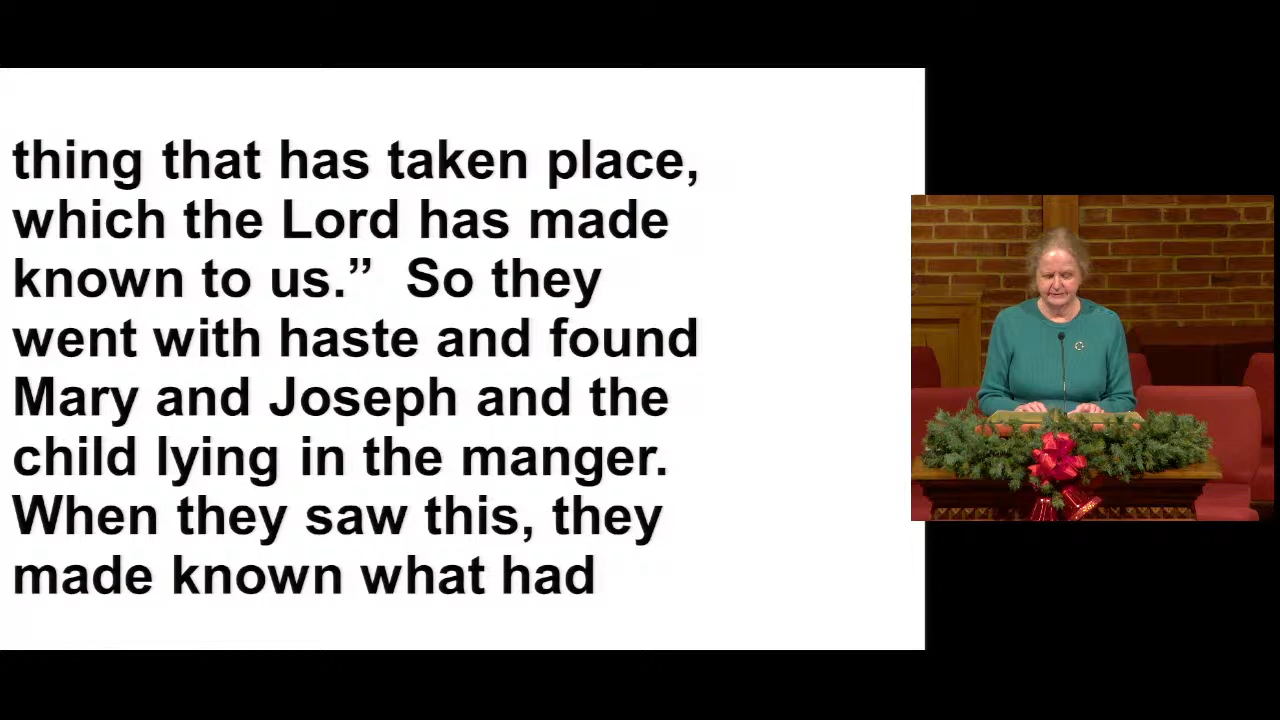 thing that has taken place,
which the Lord has made
known to us.”  So they
went with haste and found
Mary and Joseph and the
child lying in the manger.
When they saw this, they
made known what had